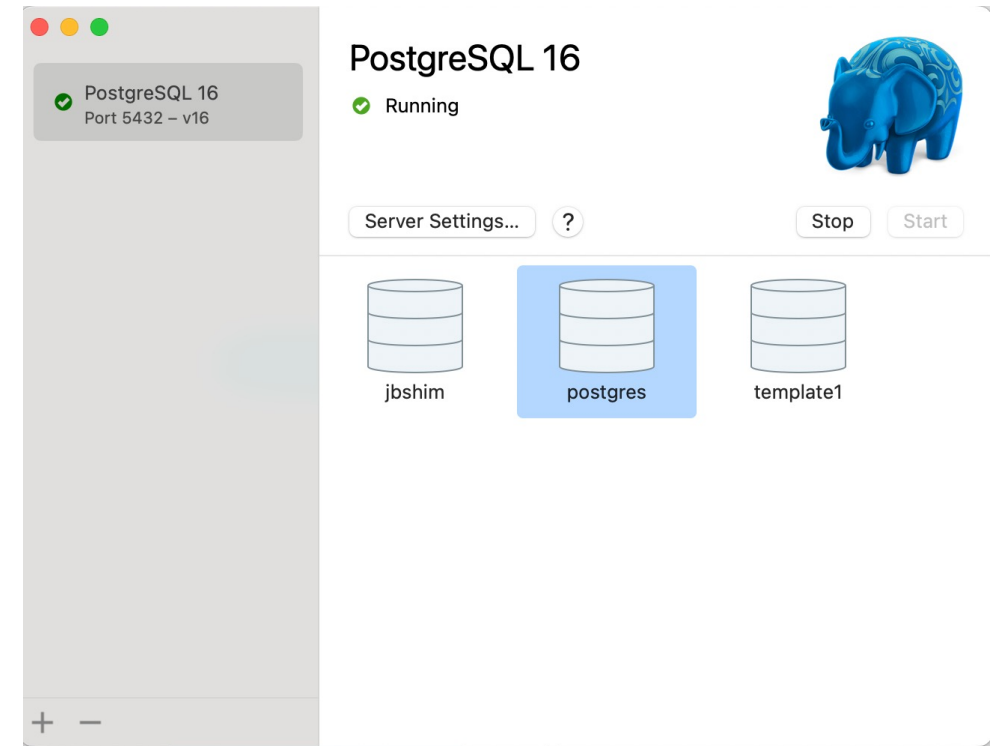 PostgreSQL 16
Port 5432 – v16
PostgreSQL 16
Running
Server Settings...
?
Stop
Start
jbshim
postgres
template1
+ −